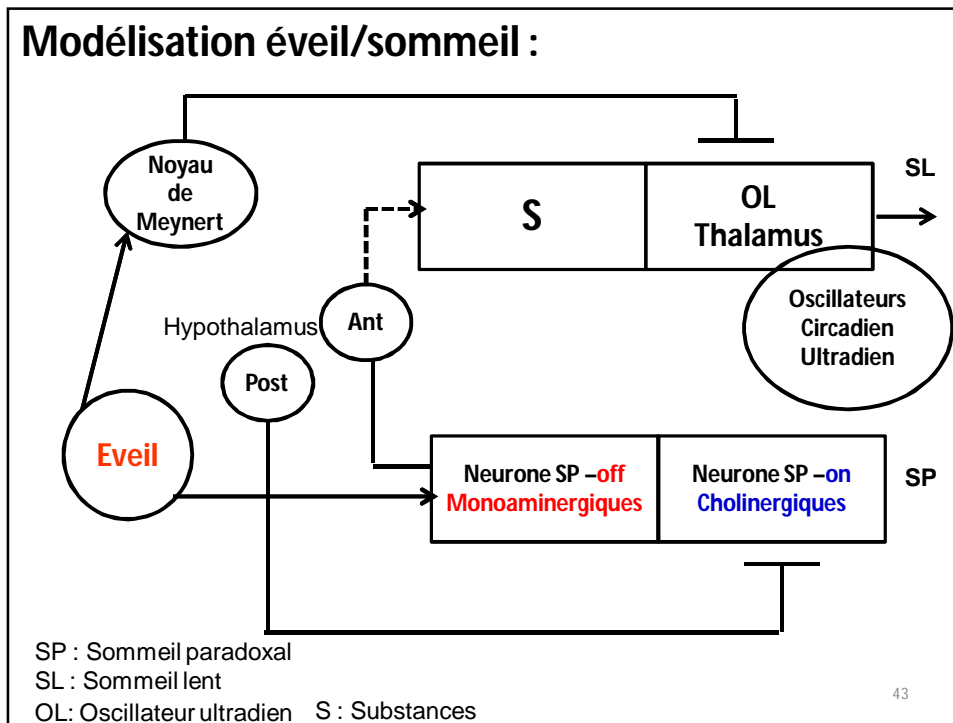 Modélisation éveil/sommeil :
Noyau
de
Meynert
S
OL
Thalamus
SL
Oscillateurs
Circadien
Ultradien
Hypothalamus
Ant
Post
Eveil
Neurone SP –off
Monoaminergiques
Neurone SP –on
Cholinergiques
SP
SP : Sommeil paradoxal
SL : Sommeil lent
OL: Oscillateur ultradien S : Substances
43